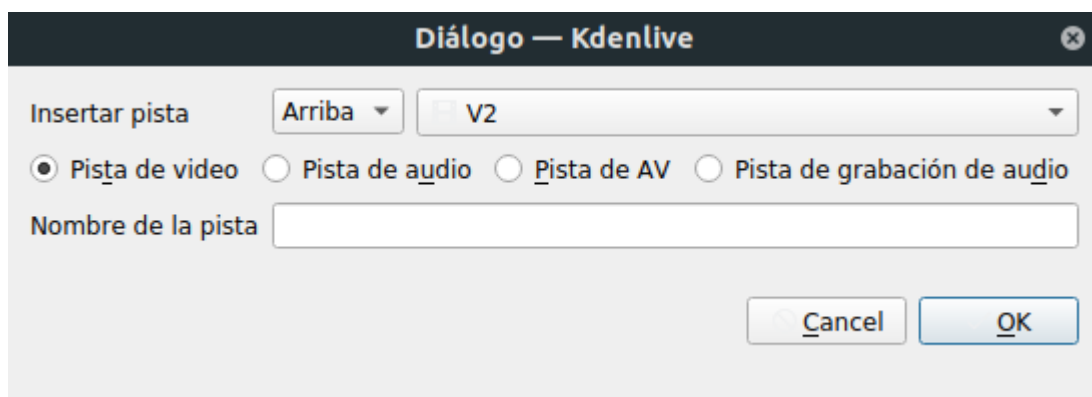 Diálogo — Kdenlive
Insertar pista Arriba V2
Pista de video Pista de audio Pista de AV Pista de grabación de audio
Nombre de la pista
Cancel OK